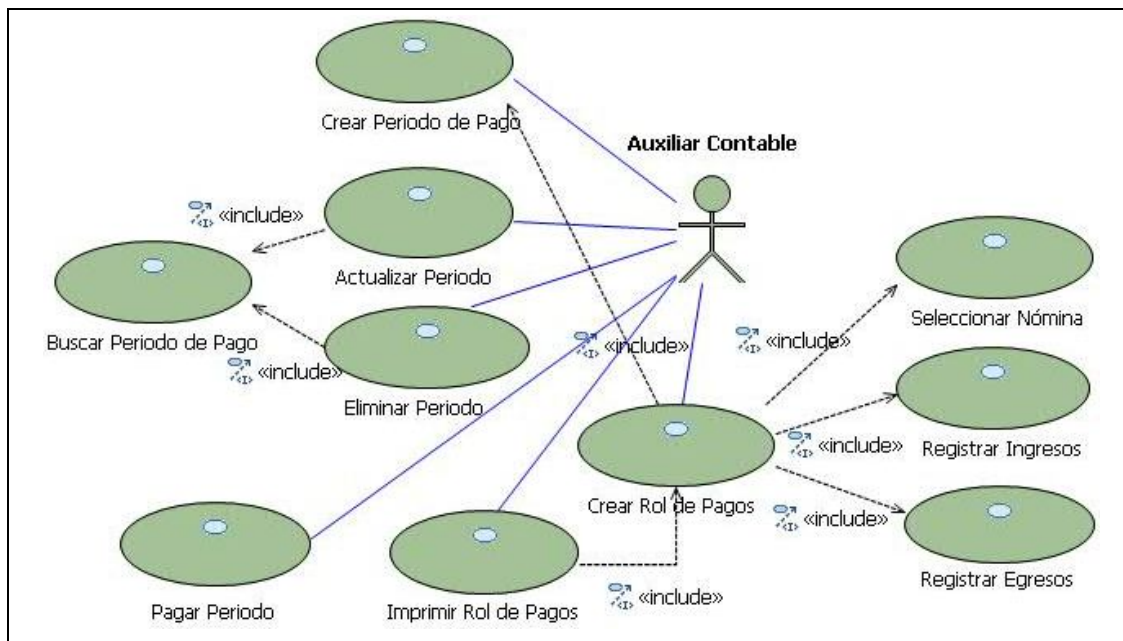 Crear Periodo de Pago
Auxiliar Contable
«include»
Actualizar Periodo
Seleccionar Nómina
Buscar Periodo de Pago
«include»
«include»
«include»
Eliminar Periodo
Registrar Ingresos
«include»
Crear Rol de Pagos
«include»
Registrar Egresos
Pagar Periodo
Imprimir Rol de Pagos
«include»